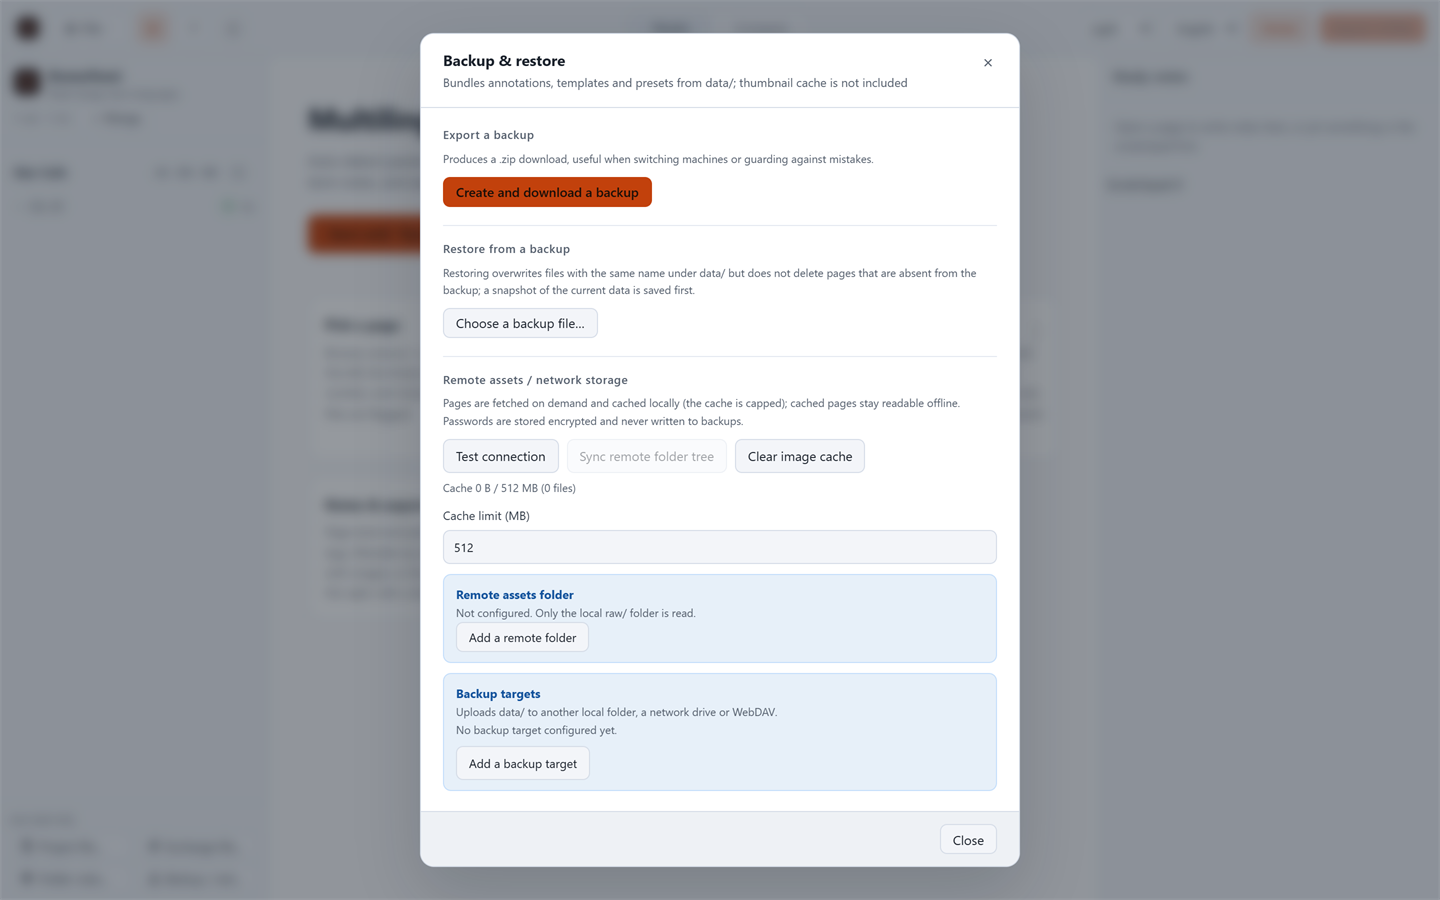 Backup & restore
Bundles annotations, templates and presets from data/; thumbnail cache is not included
Export a backup
Produces a .zip download, useful when switching machines or guarding against mistakes.
Create and download a backup
Restore from a backup
Restoring overwrites files with the same name under data/ but does not delete pages that are absent from the
backup; a snapshot of the current data is saved first.
Choose a backup file...
Remote assets / network storage
Pages are fetched on demand and cached locally (the cache is capped); cached pages stay readable offline.
Passwords are stored encrypted and never written to backups.
Test connection
Sync remote folder tree
Clear image cache
Cache 0 B / 512 MB (0 files)
Cache limit (MB)
512
Remote assets folder
Not configured. Only the local raw/ folder is read.
Add a remote folder
Backup targets
Uploads data/ to another local folder, a network drive or WebDAV.
No backup target configured yet.
Add a backup target
Close